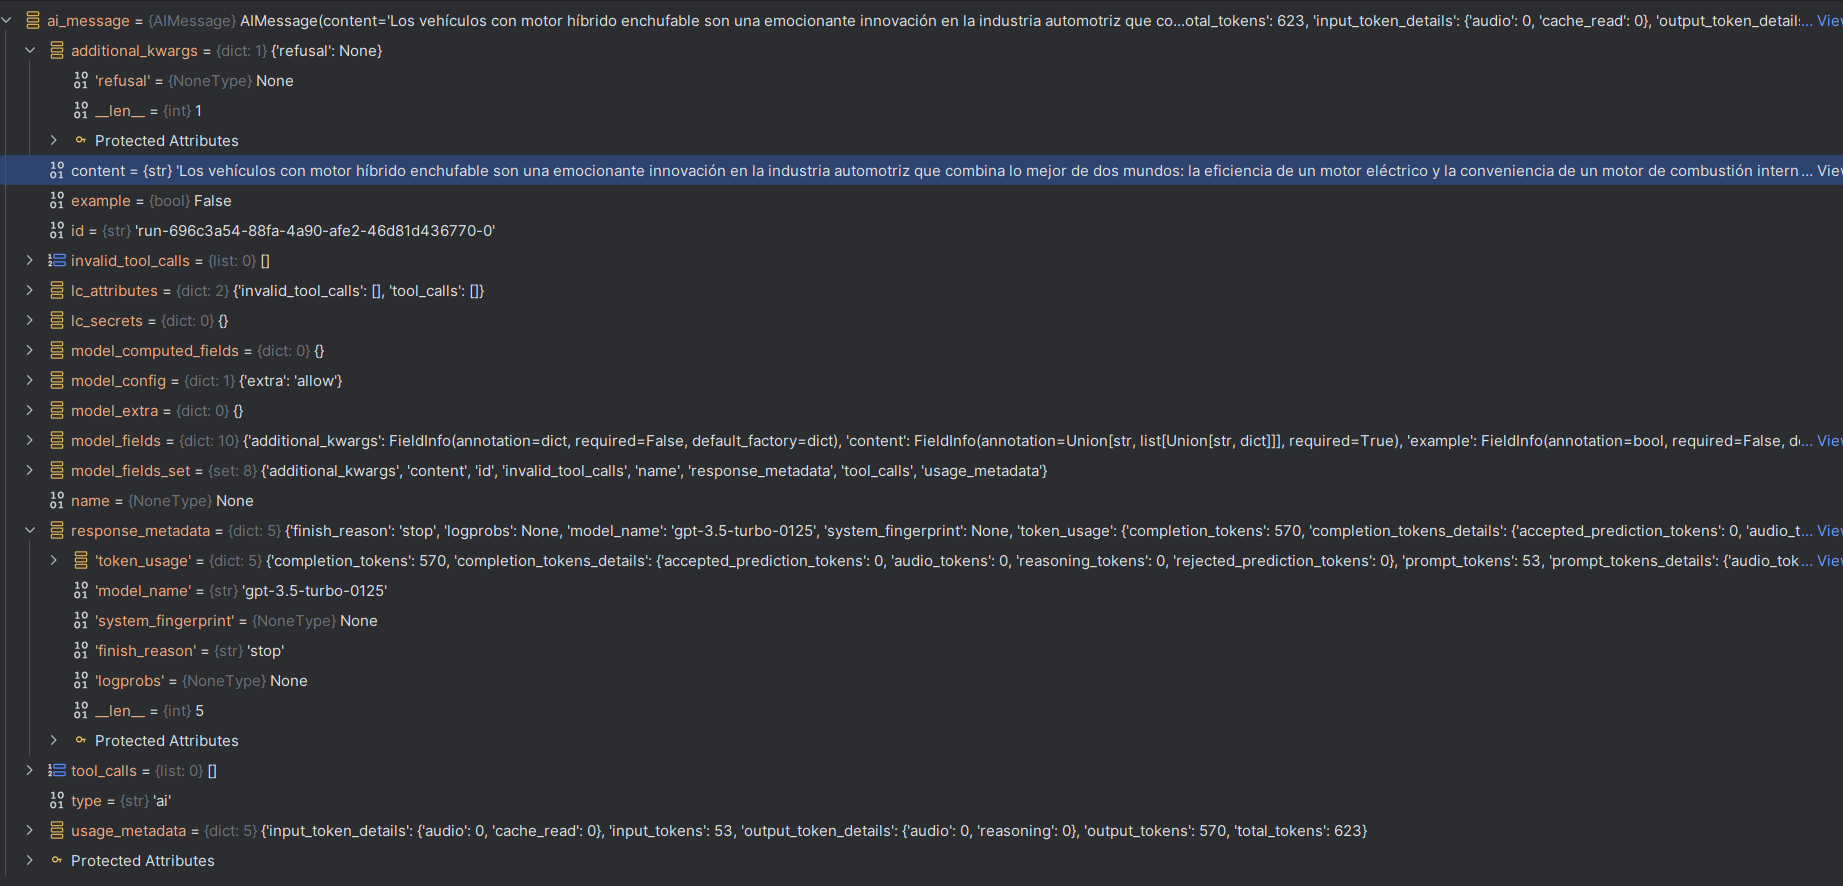 ai_message = {AIMessage} AIMessage(content='Los vehículos con motor híbrido enchufable son una emocionante innovación en la industria automotriz que co...otal_tokens': 623, 'input_token_details': {'audio': 0, 'cache_read': 0}, 'output_token_detail:... View
additional_kwargs = {dict: 1} {'refusal': None}
'refusal' = {NoneType} None
__len__ = {int} 1
Protected Attributes
content = {str} 'Los vehículos con motor híbrido enchufable son una emocionante innovación en la industria automotriz que combina lo mejor de dos mundos: la eficiencia de un motor eléctrico y la conveniencia de un motor de combustión intern... View
example = {bool} False
id = {str} 'run-696c3a54-88fa-4a90-afe2-46d81d436770-0'
invalid_tool_calls = {list: 0} []
lc_attributes = {dict: 2} {'invalid_tool_calls': [], 'tool_calls': []}
lc_secrets = {dict: 0} {}
model_computed_fields = {dict: 0} {}
model_config = {dict: 1} {'extra': 'allow'}
model_extra = {dict: 0} {}
model_fields = {dict: 10} {'additional_kwargs': FieldInfo(annotation=dict, required=False, default_factory=dict), 'content': FieldInfo(annotation=Union[str, list[Union[str, dict]]], required=True), 'example': FieldInfo(annotation=bool, required=False, d... View
model_fields_set = {set: 8} {'additional_kwargs', 'content', 'id', 'invalid_tool_calls', 'name', 'response_metadata', 'tool_calls', 'usage_metadata'}
name = {NoneType} None
response_metadata = {dict: 5} {'finish_reason': 'stop', 'logprobs': None, 'model_name': 'gpt-3.5-turbo-0125', 'system_fingerprint': None, 'token_usage': {'completion_tokens': 570, 'completion_tokens_details': {'accepted_prediction_tokens': 0, 'audio_t... View
'token_usage' = {dict: 5} {'completion_tokens': 570, 'completion_tokens_details': {'accepted_prediction_tokens': 0, 'audio_tokens': 0, 'reasoning_tokens': 0, 'rejected_prediction_tokens': 0}, 'prompt_tokens': 53, 'prompt_tokens_details': {'audio_tok... View
'model_name' = {str} 'gpt-3.5-turbo-0125'
'system_fingerprint' = {NoneType} None
'finish_reason' = {str} 'stop'
'logprobs' = {NoneType} None
__len__ = {int} 5
Protected Attributes
tool_calls = {list: 0} []
type = {str} 'ai'
usage_metadata = {dict: 5} {'input_token_details': {'audio': 0, 'cache_read': 0}, 'input_tokens': 53, 'output_token_details': {'audio': 0, 'reasoning': 0}, 'output_tokens': 570, 'total_tokens': 623}
Protected Attributes